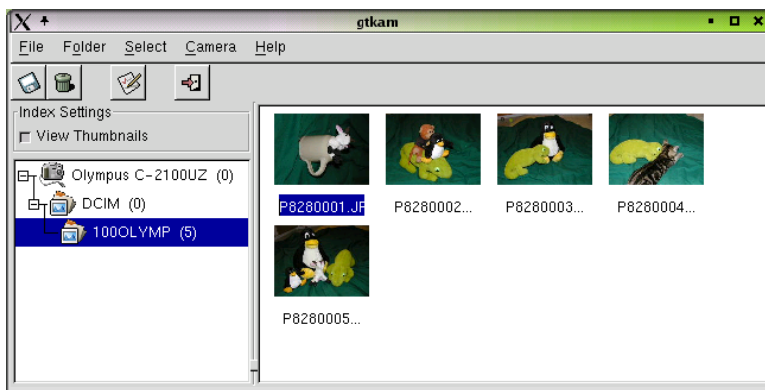 gtkam
File Folder Select Camera Help
Index Settings
View Thumbnails
Olympus C-2100UZ (0)
DCIM (0)
100OLYMP (5)
P8280001.JP
P8280002...
P8280003...
P8280004...
P8280005...